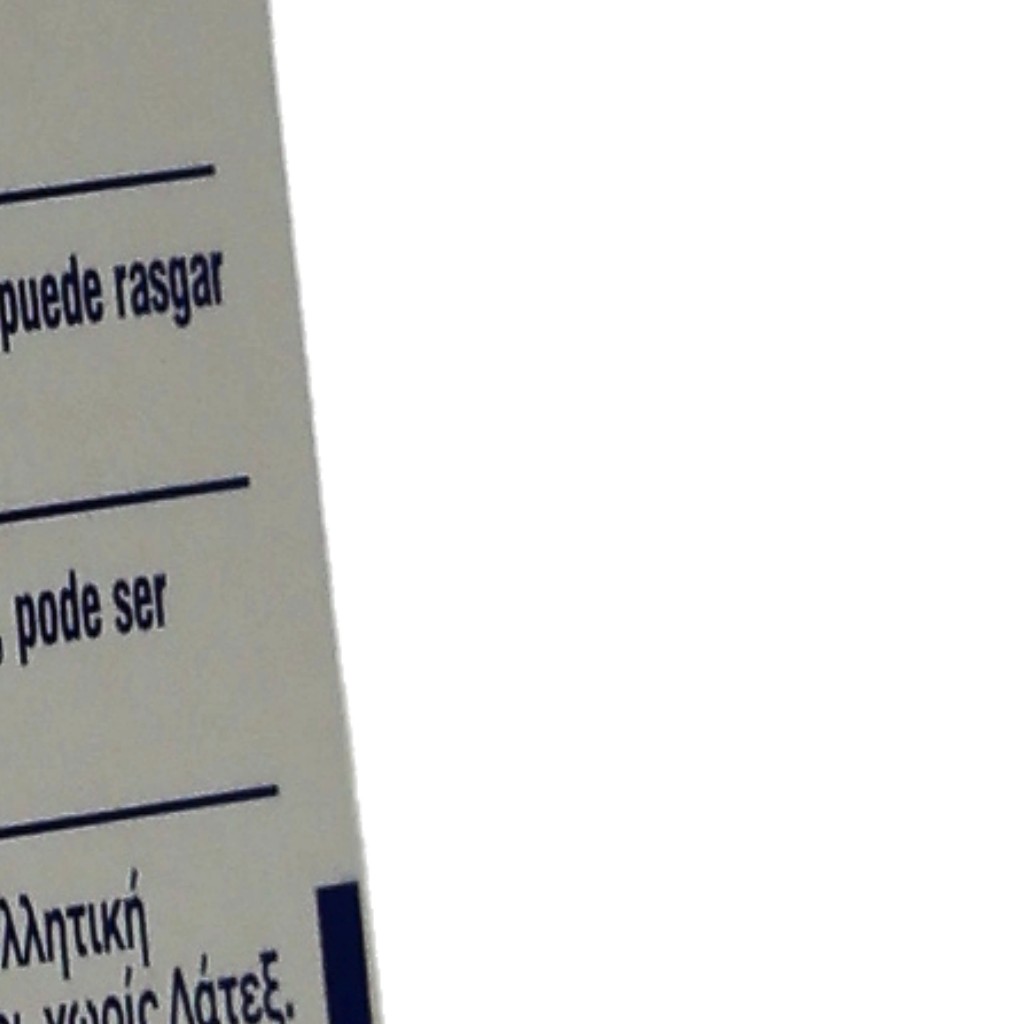 puede rasgar
, pode ser
λλητική
χωρίς Λάτεξ.